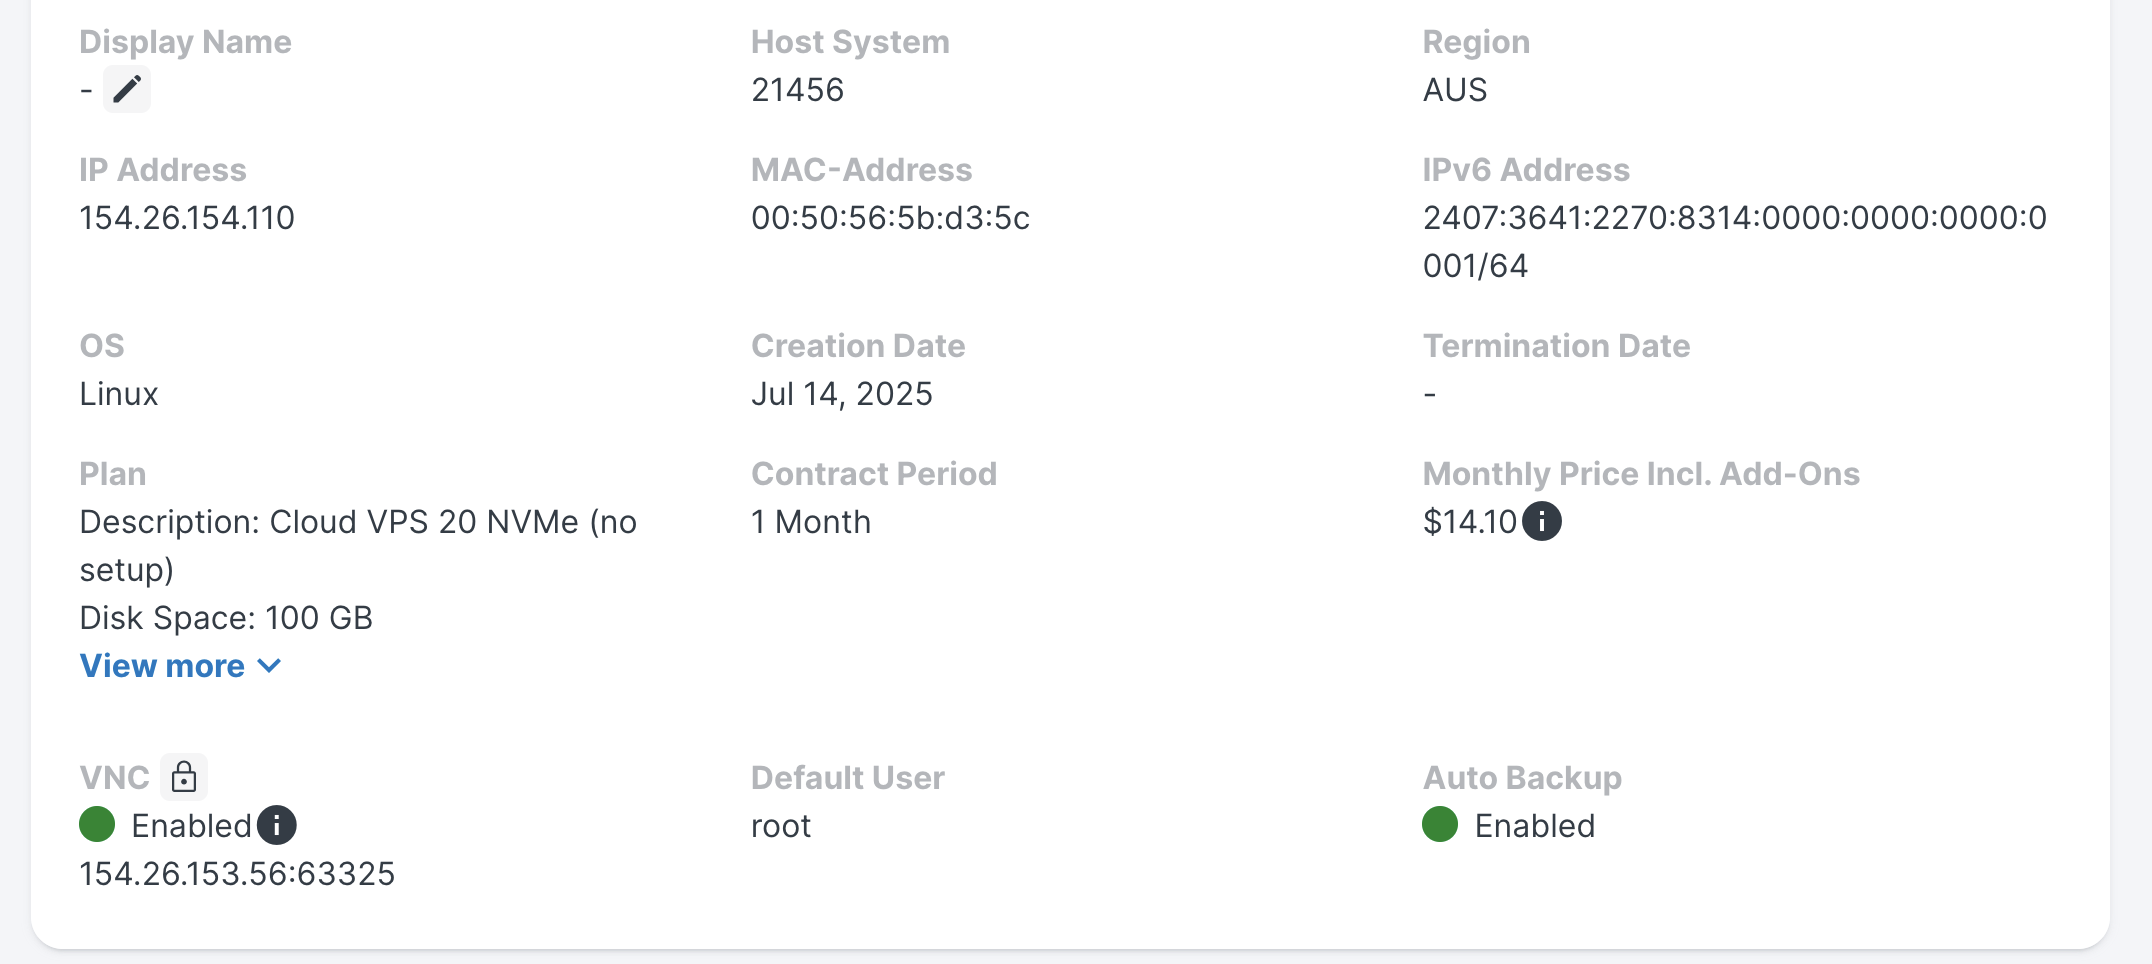 Display Name
-
Host System
21456
Region
AUS
IP Address
154.26.154.110
MAC-Address
00:50:56:5b:d3:5c
IPv6 Address
2407:3641:2270:8314:0000:0000:0000:0
001/64
OS
Linux
Creation Date
Jul 14, 2025
Termination Date
-
Plan
Description: Cloud VPS 20 NVMe (no
setup)
Disk Space: 100 GB
View more
Contract Period
1 Month
Monthly Price Incl. Add-Ons
$14.10
VNC
Enabled
154.26.153.56:63325
Default User
root
Auto Backup
Enabled